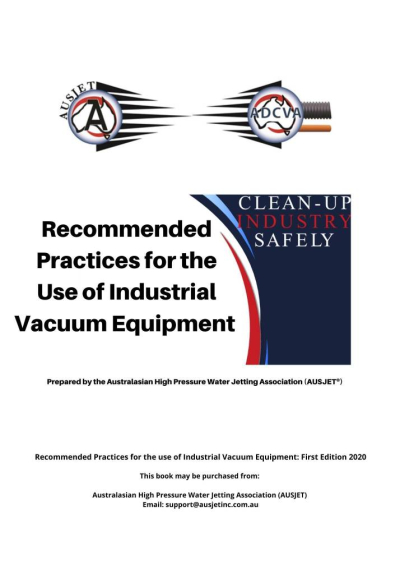 AUSJET
A
ADCVA
CLEAN-UP
INDUSTRY
SAFELY
Recommended
Practices for the
Use of Industrial
Vacuum Equipment
Prepared by the Australasian High Pressure Water Jetting Association (AUSJET®)
Recommended Practices for the use of Industrial Vacuum Equipment: First Edition 2020
This book may be purchased from:
Australasian High Pressure Water Jetting Association (AUSJET)
Email: support@ausjetinc.com.au